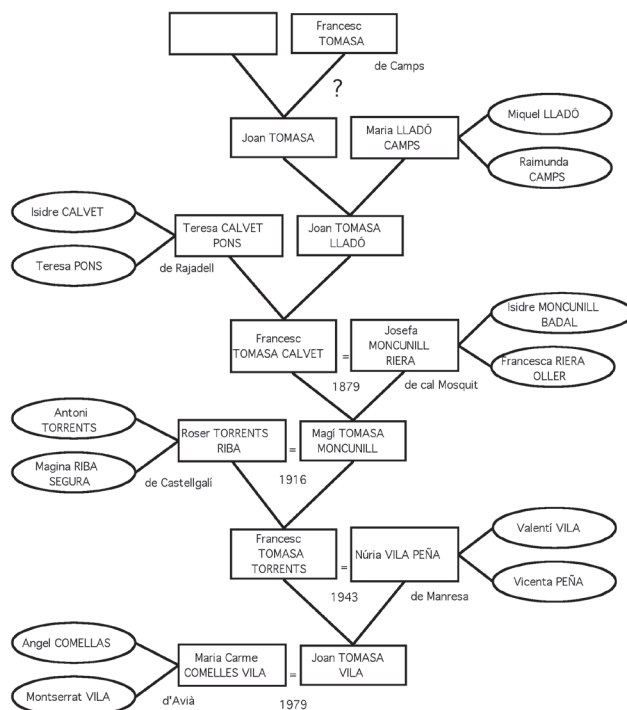 Francesc
TOMASA
de Camps
?
Joan TOMASA
Maria LLADÓ
CAMPS
Miquel LLADÓ
Raimunda
CAMPS
Isidre CALVET
Teresa PONS
Teresa CALVET
PONS
de Rajadell
Joan TOMASA
LLADÓ
Francesc
TOMASA CALVET
=
Josefa
MONCUNILL
RIERA
1879
de cal Mosquit
Isidre MONCUNILL
BADAL
Francesca RIERA
OLLER
Antoni
TORRENTS
Magina RIBA
SEGURA
Roser TORRENTS
RIBA
de Castellgalí
=
1916
Magí TOMASA
MONCUNILL
Francesc
TOMASA
TORRENTS
=
1943
Núria VILA PEÑA
de Manresa
Valentí VILA
Vicenta PEÑA
Angel COMELLAS
Montserrat VILA
Maria Carme
COMELLES VILA
d'Avià
=
1979
Joan TOMASA
VILA